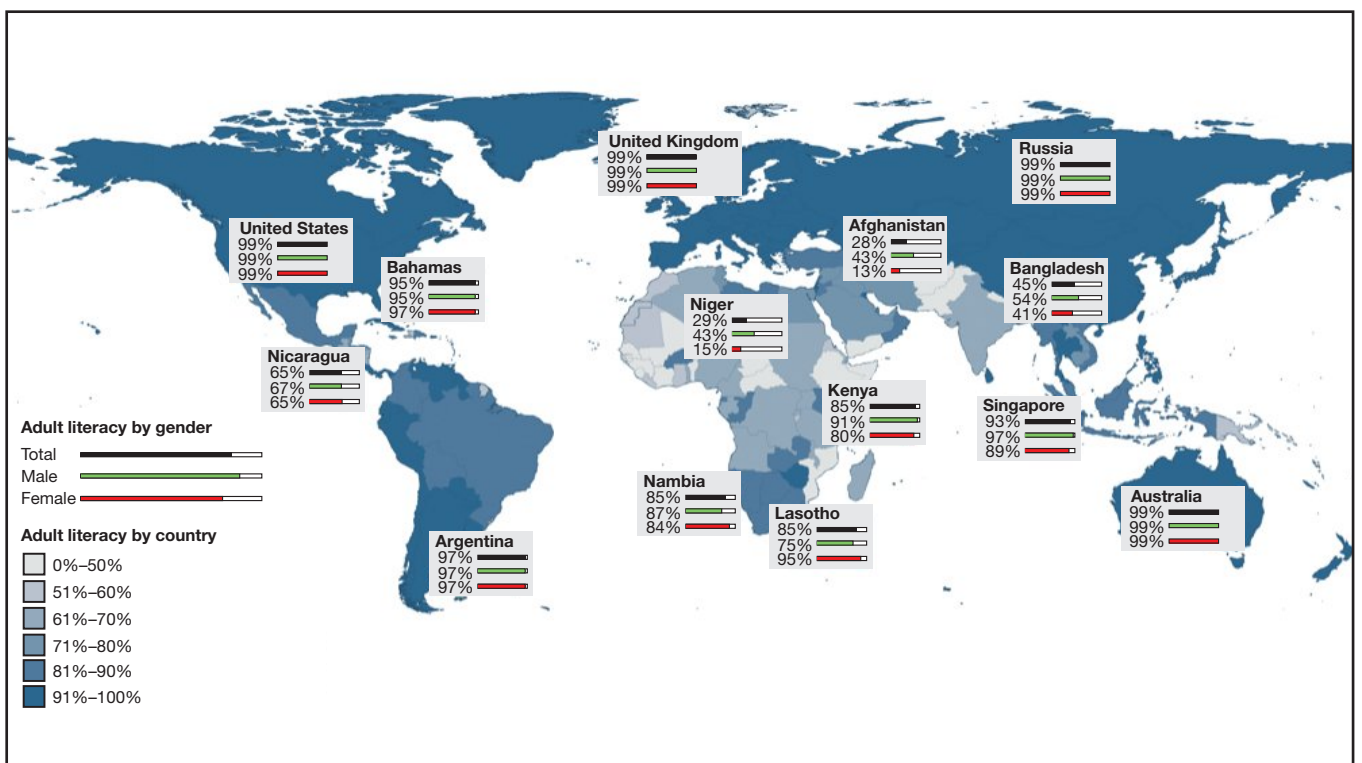 United Kingdom
99%
99%
99%
Russia
99%
99%
99%
United States
99%
99%
99%
Afghanistan
28%
43%
13%
Bahamas
95%
95%
97%
Bangladesh
45%
54%
41%
Niger
29%
43%
15%
Nicaragua
65%
67%
65%
Kenya
85%
91%
80%
Singapore
93%
97%
89%
Adult literacy by gender
Total
Male
Female
Nambia
85%
87%
84%
Lasotho
85%
75%
95%
Australia
99%
99%
99%
Argentina
97%
97%
97%
Adult literacy by country
0%–50%
51%–60%
61%–70%
71%–80%
81%–90%
91%–100%